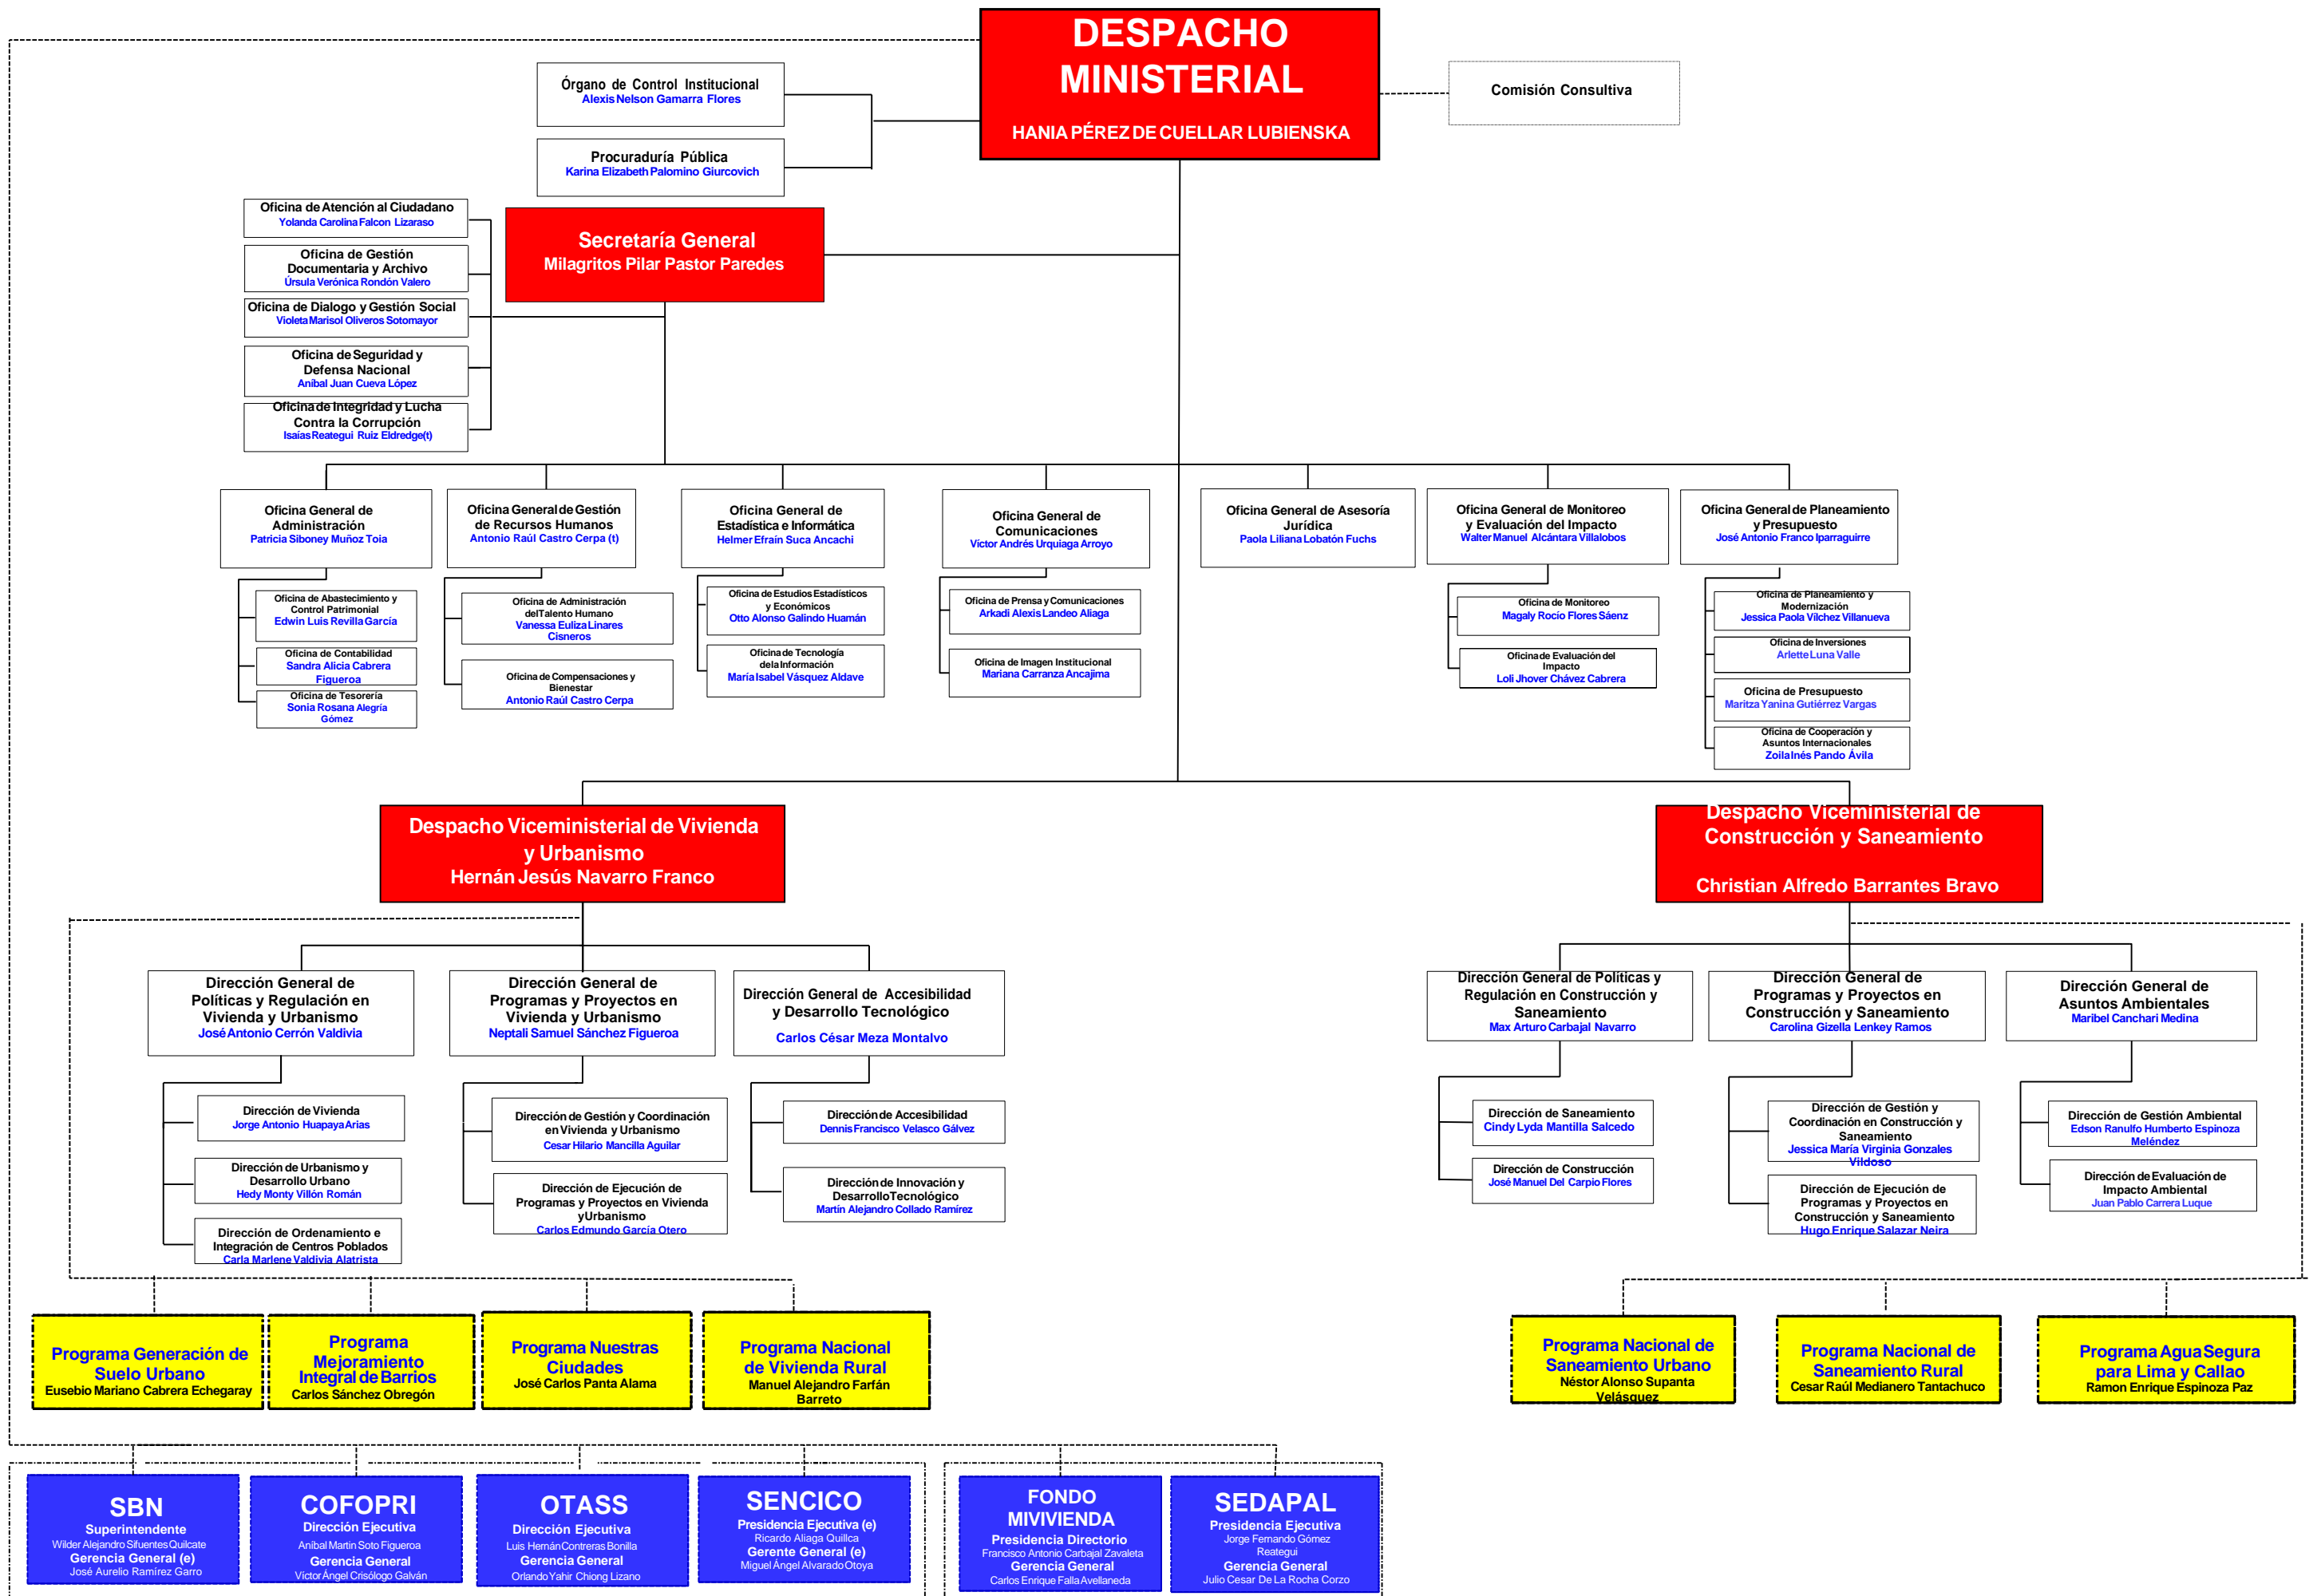 DESPACHO
MINISTERIAL
HANIA PÉREZ DE CUELLAR LUBIENSKA
Órgano de Control Institucional
Alexis Nelson Gamarra Flores
Comisión Consultiva
Procuraduría Pública
Karina Elizabeth Palomino Giurcovich
Oficina de Atención al Ciudadano
Yolanda Carolina Falcon Lizaraso
Oficina de Gestión
Documentaria y Archivo
Úrsula Verónica Rondón Valero
Oficina de Dialogo y Gestión Social
Violeta Marisol Oliveros Sotomayor
Oficina de Seguridad y
Defensa Nacional
Aníbal Juan Cueva López
Oficina de Integridad y Lucha
Contra la Corrupción
Isaías Reategui Ruiz Eldredge(t)
Secretaría General
Milagritos Pilar Pastor Paredes
Oficina General de
Administración
Patricia Siboney Muñoz Toia
Oficina de Abastecimiento y
Control Patrimonial
Edwin Luis Revilla García
Oficina de Contabilidad
Sandra Alicia Cabrera
Figueroa
Oficina de Tesorería
Sonia Rosana Alegría
Gómez
Oficina General de Gestión
de Recursos Humanos
Antonio Raúl Castro Cerpa (t)
Oficina de Administración
del Talento Humano
Vanessa Euliza Linares
Cisneros
Oficina de Compensaciones y
Bienestar
Antonio Raúl Castro Cerpa
Oficina General de
Estadística e Informática
Helmer Efraín Suca Ancachi
Oficina de Estudios Estadísticos
y Económicos
Otto Alonso Galindo Huamán
Oficina de Tecnología
de la Información
María Isabel Vásquez Aldave
Oficina General de
Comunicaciones
Víctor Andrés Urquiaga Arroyo
Oficina de Prensa y Comunicaciones
Arkadi Alexis Landeo Aliaga
Oficina de Imagen Institucional
Mariana Carranza Ancajima
Oficina General de Asesoría
Jurídica
Paola Liliana Lobatón Fuchs
Oficina General de Monitoreo
y Evaluación del Impacto
Walter Manuel Alcántara Villalobos
Oficina de Monitoreo
Magaly Rocío Flores Sáenz
Oficina de Evaluación del
Impacto
Loli Jhover Chávez Cabrera
Oficina General de Planeamiento
y Presupuesto
José Antonio Franco Iparraguirre
Oficina de Planeamiento y
Modernización
Jessica Paola Vílchez Villanueva
Oficina de Inversiones
Arlette Luna Valle
Oficina de Presupuesto
Maritza Yanina Gutiérrez Vargas
Oficina de Cooperación y
Asuntos Internacionales
Zoila Inés Pando Ávila
Despacho Viceministerial de Vivienda
y Urbanismo
Hernán Jesús Navarro Franco
Despacho Viceministerial de
Construcción y Saneamiento
Christian Alfredo Barrantes Bravo
Dirección General de
Políticas y Regulación en
Vivienda y Urbanismo
José Antonio Cerrón Valdivia
Dirección de Vivienda
Jorge Antonio Huapaya Arias
Dirección de Urbanismo y
Desarrollo Urbano
Hedy Monty Villón Román
Dirección de Ordenamiento e
Integración de Centros Poblados
Carla Marlene Valdivia Alatrista
Dirección General de
Programas y Proyectos en
Vivienda y Urbanismo
Neptali Samuel Sánchez Figueroa
Dirección de Gestión y Coordinación
en Vivienda y Urbanismo
Cesar Hilario Mancilla Aguilar
Dirección de Ejecución de
Programas y Proyectos en Vivienda
y Urbanismo
Carlos Edmundo García Otero
Dirección General de Accesibilidad
y Desarrollo Tecnológico
Carlos César Meza Montalvo
Dirección de Accesibilidad
Dennis Francisco Velasco Gálvez
Dirección de Innovación y
Desarrollo Tecnológico
Martín Alejandro Collado Ramírez
Dirección General de Políticas y
Regulación en Construcción y
Saneamiento
Max Arturo Carbajal Navarro
Dirección de Saneamiento
Cindy Lyda Mantilla Salcedo
Dirección de Construcción
José Manuel Del Carpio Flores
Dirección General de
Programas y Proyectos en
Construcción y Saneamiento
Carolina Gizella Lenkey Ramos
Dirección de Gestión y
Coordinación en Construcción y
Saneamiento
Jessica María Virginia Gonzales
Vildoso
Dirección de Ejecución de
Programas y Proyectos en
Construcción y Saneamiento
Hugo Enrique Salazar Neira
Dirección General de
Asuntos Ambientales
Maribel Canchari Medina
Dirección de Gestión Ambiental
Edson Ranulfo Humberto Espinoza
Meléndez
Dirección de Evaluación de
Impacto Ambiental
Juan Pablo Carrera Luque
Programa Generación de
Suelo Urbano
Eusebio Mariano Cabrera Echegaray
Programa
Mejoramiento
Integral de Barrios
Carlos Sánchez Obregón
Programa Nuestras
Ciudades
José Carlos Panta Alama
Programa Nacional
de Vivienda Rural
Manuel Alejandro Farfán
Barreto
Programa Nacional de
Saneamiento Urbano
Néstor Alonso Supanta
Velásquez
Programa Nacional de
Saneamiento Rural
Cesar Raúl Medianero Tantachuco
Programa Agua Segura
para Lima y Callao
Ramon Enrique Espinoza Paz
SBN
Superintendente
Wilder Alejandro Sifuentes Quilcate
Gerencia General (e)
José Aurelio Ramírez Garro
COFOPRI
Dirección Ejecutiva
Aníbal Martin Soto Figueroa
Gerencia General
Víctor Ángel Crisólogo Galván
OTASS
Dirección Ejecutiva
Luis Hernán Contreras Bonilla
Gerencia General
Orlando Yahir Chiong Lizano
SENCICO
Presidencia Ejecutiva (e)
Ricardo Aliaga Quillca
Gerente General (e)
Miguel Ángel Alvarado Otoya
FONDO
MIVIVIENDA
Presidencia Directorio
Francisco Antonio Carbajal Zavaleta
Gerencia General
Carlos Enrique Falla Avellaneda
SEDAPAL
Presidencia Ejecutiva
Jorge Fernando Gómez
Reategui
Gerencia General
Julio Cesar De La Rocha Corzo